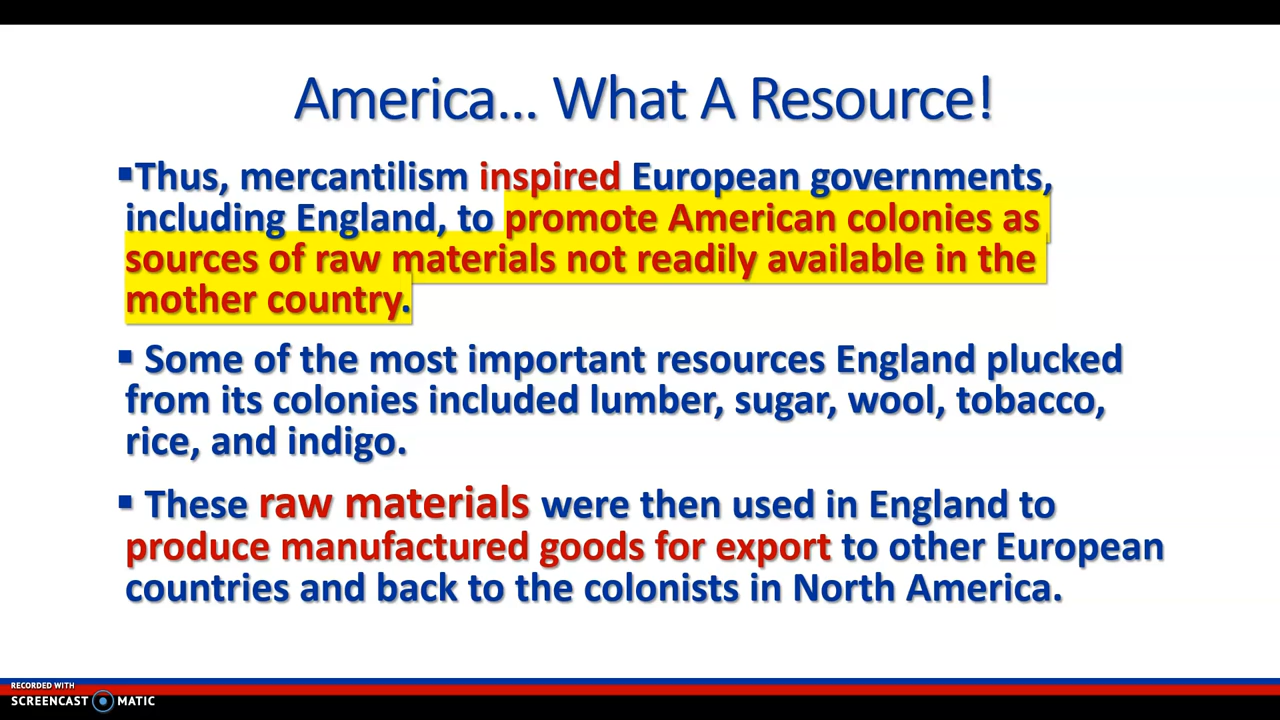 America... What A Resource!
▪Thus, mercantilism inspired European governments,
including England, to promote American colonies as
sources of raw materials not readily available in the
mother country.
▪ Some of the most important resources England plucked
from its colonies included lumber, sugar, wool, tobacco,
rice, and indigo.
▪ These raw materials were then used in England to
produce manufactured goods for export to other European
countries and back to the colonists in North America.
RECORDED WITH
SCREENCAST MATIC